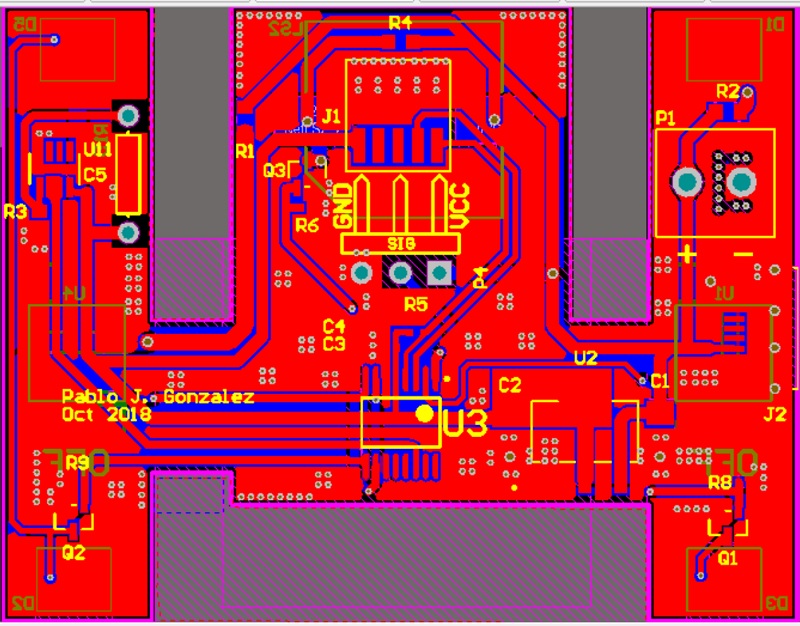 D5
LS2
R4
D1
R2
J1
P1
R1
U11
Q3
C5
GND
VCC
R3
R6
SIG
+
−
P4
U4
U1
R5
C4
C3
U2
C2
C1
Pablo J. Gonzalez
Oct 2018
J2
U3
R9
OFF
OFF
R8
Q2
Q1
D2
D3